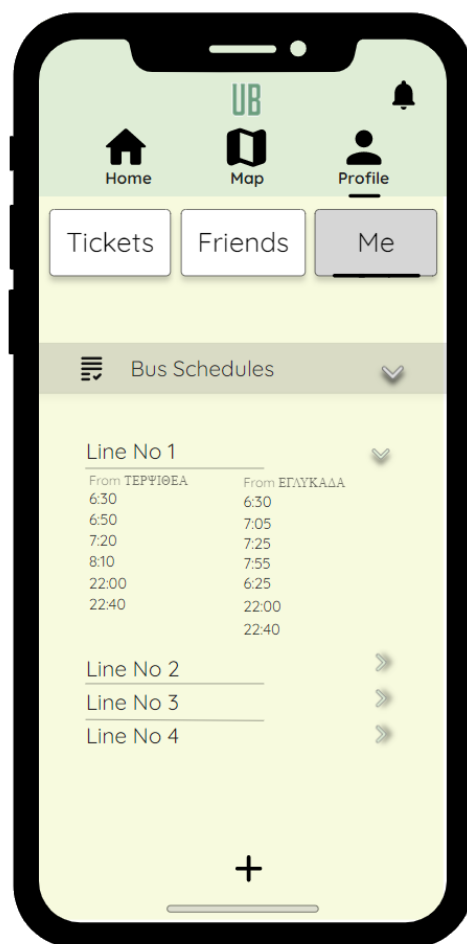 UB
Home Map Profile
Tickets Friends Me
Bus Schedules
Line No 1
From ΤΕΡΨΙΘΕΑ
6:30
6:50
7:20
8:10
22:00
22:40
From ΕΓΛΥΚΑΔΑ
6:30
7:05
7:25
7:55
6:25
22:00
22:40
Line No 2
Line No 3
Line No 4